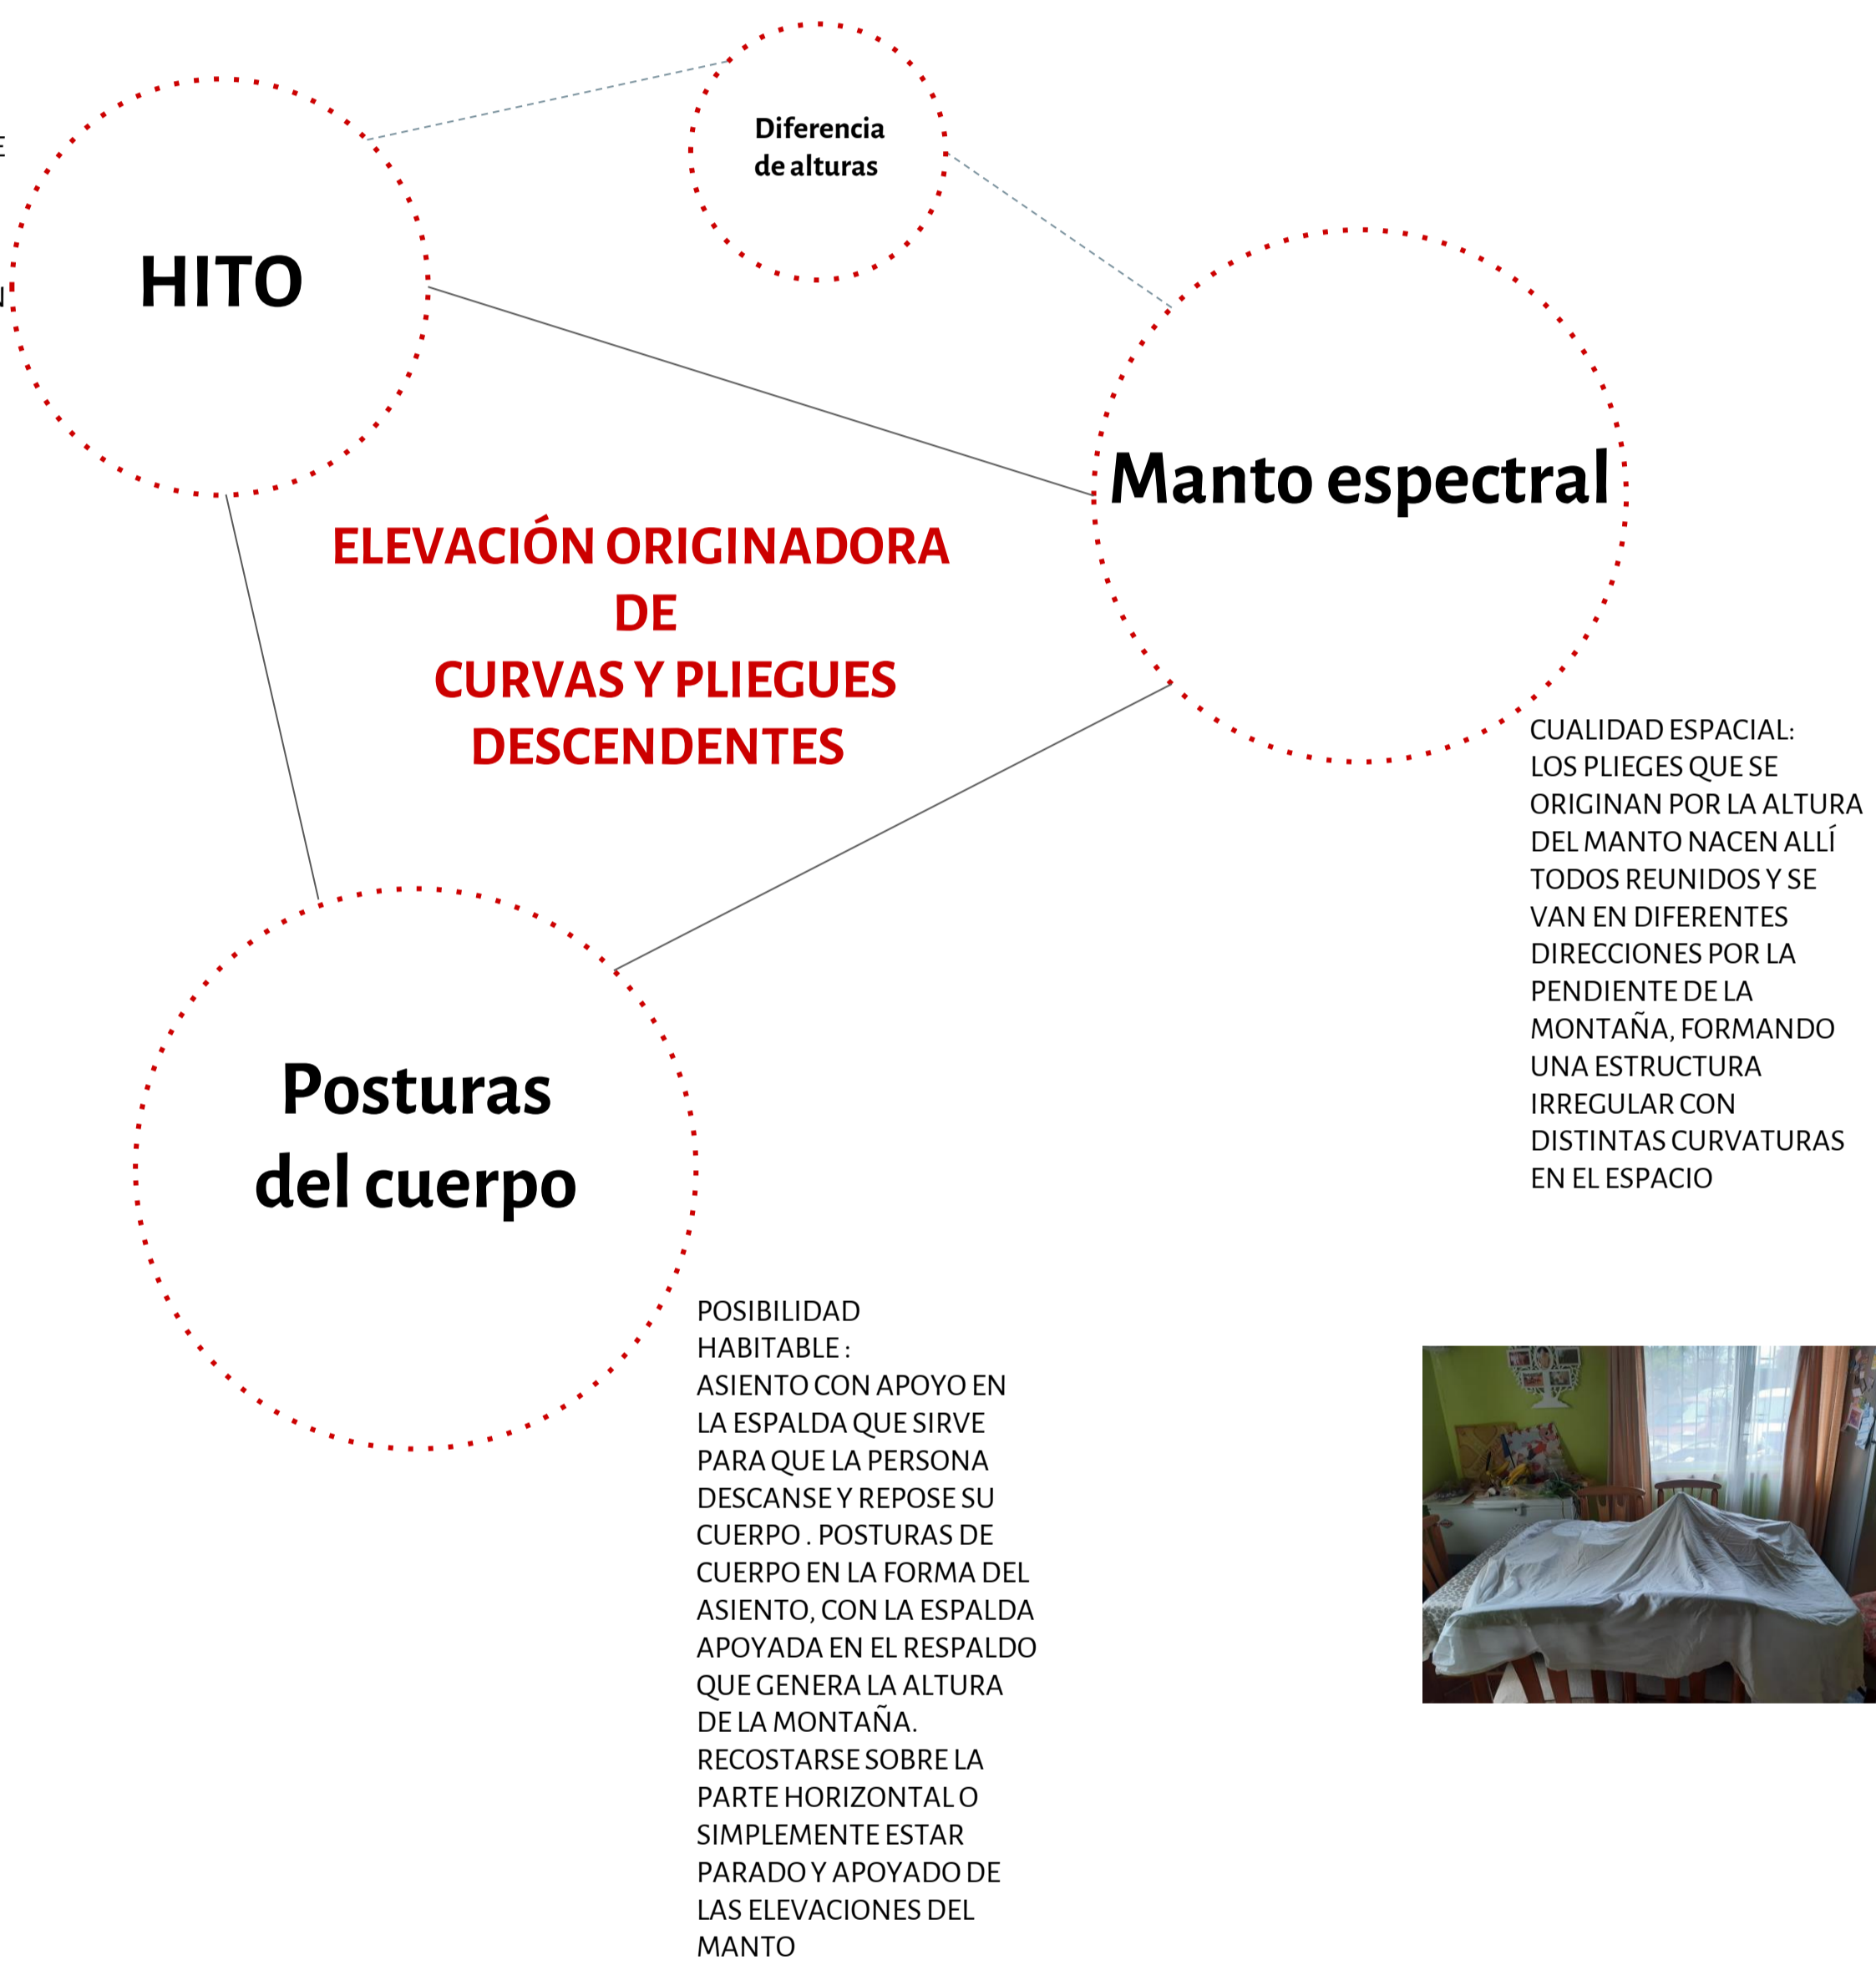 Diferencia
de alturas
HITO
Manto espectral
ELEVACIÓN ORIGINADORA
DE
CURVAS Y PLIEGUES
DESCENDENTES
CUALIDAD ESPACIAL:
LOS PLIEGES QUE SE
ORIGINAN POR LA ALTURA
DEL MANTO NACEN ALLÍ
TODOS REUNIDOS Y SE
VAN EN DIFERENTES
DIRECCIONES POR LA
PENDIENTE DE LA
MONTAÑA, FORMANDO
UNA ESTRUCTURA
IRREGULAR CON
DISTINTAS CURVATURAS
EN EL ESPACIO
Posturas
del cuerpo
POSIBILIDAD
HABITABLE :
ASIENTO CON APOYO EN
LA ESPALDA QUE SIRVE
PARA QUE LA PERSONA
DESCANSE Y REPOSE SU
CUERPO . POSTURAS DE
CUERPO EN LA FORMA DEL
ASIENTO, CON LA ESPALDA
APOYADA EN EL RESPALDO
QUE GENERA LA ALTURA
DE LA MONTAÑA.
RECOSTARSE SOBRE LA
PARTE HORIZONTAL O
SIMPLEMENTE ESTAR
PARADO Y APOYADO DE
LAS ELEVACIONES DEL
MANTO